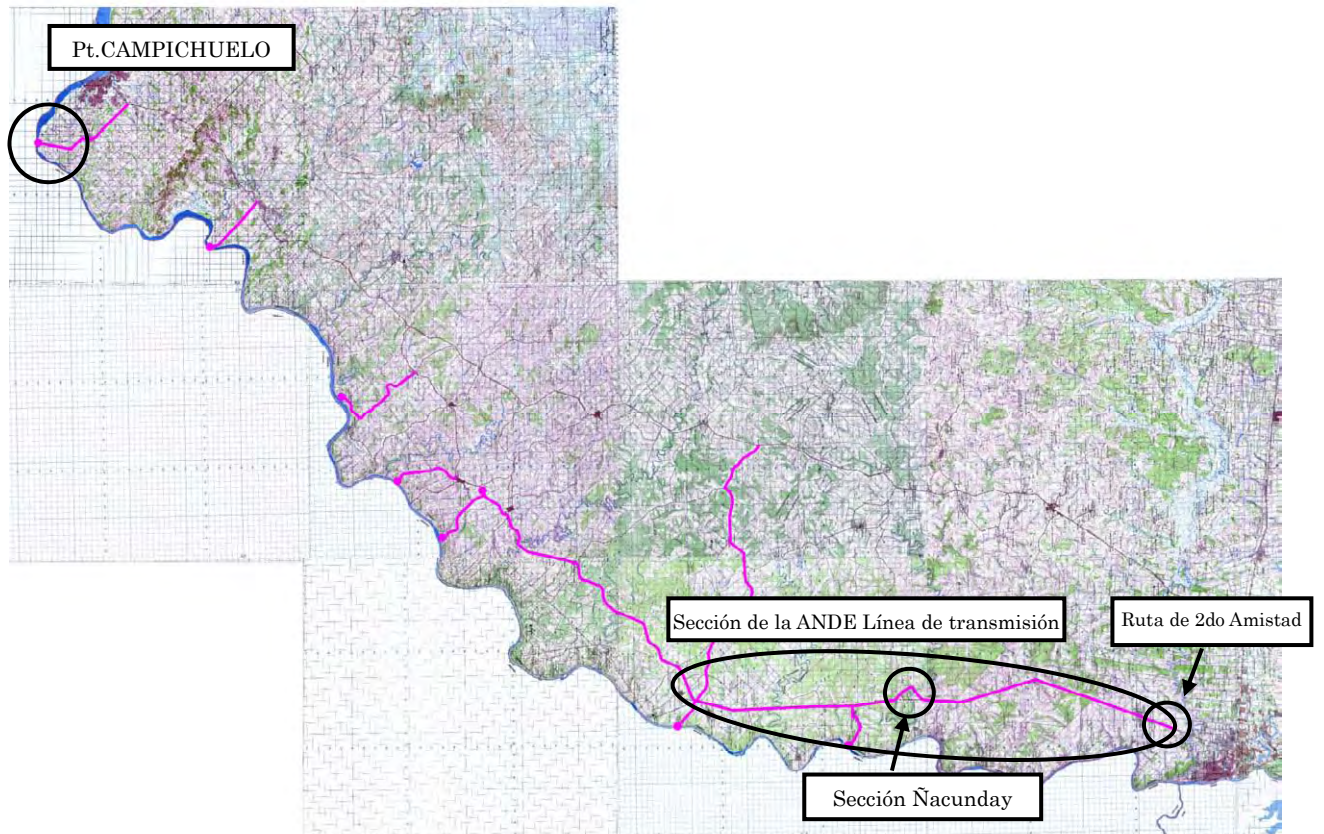 Pt.CAMPICHUELO
Sección de la ANDE Línea de transmisión
Ruta de 2do Amistad
Sección Ñacunday